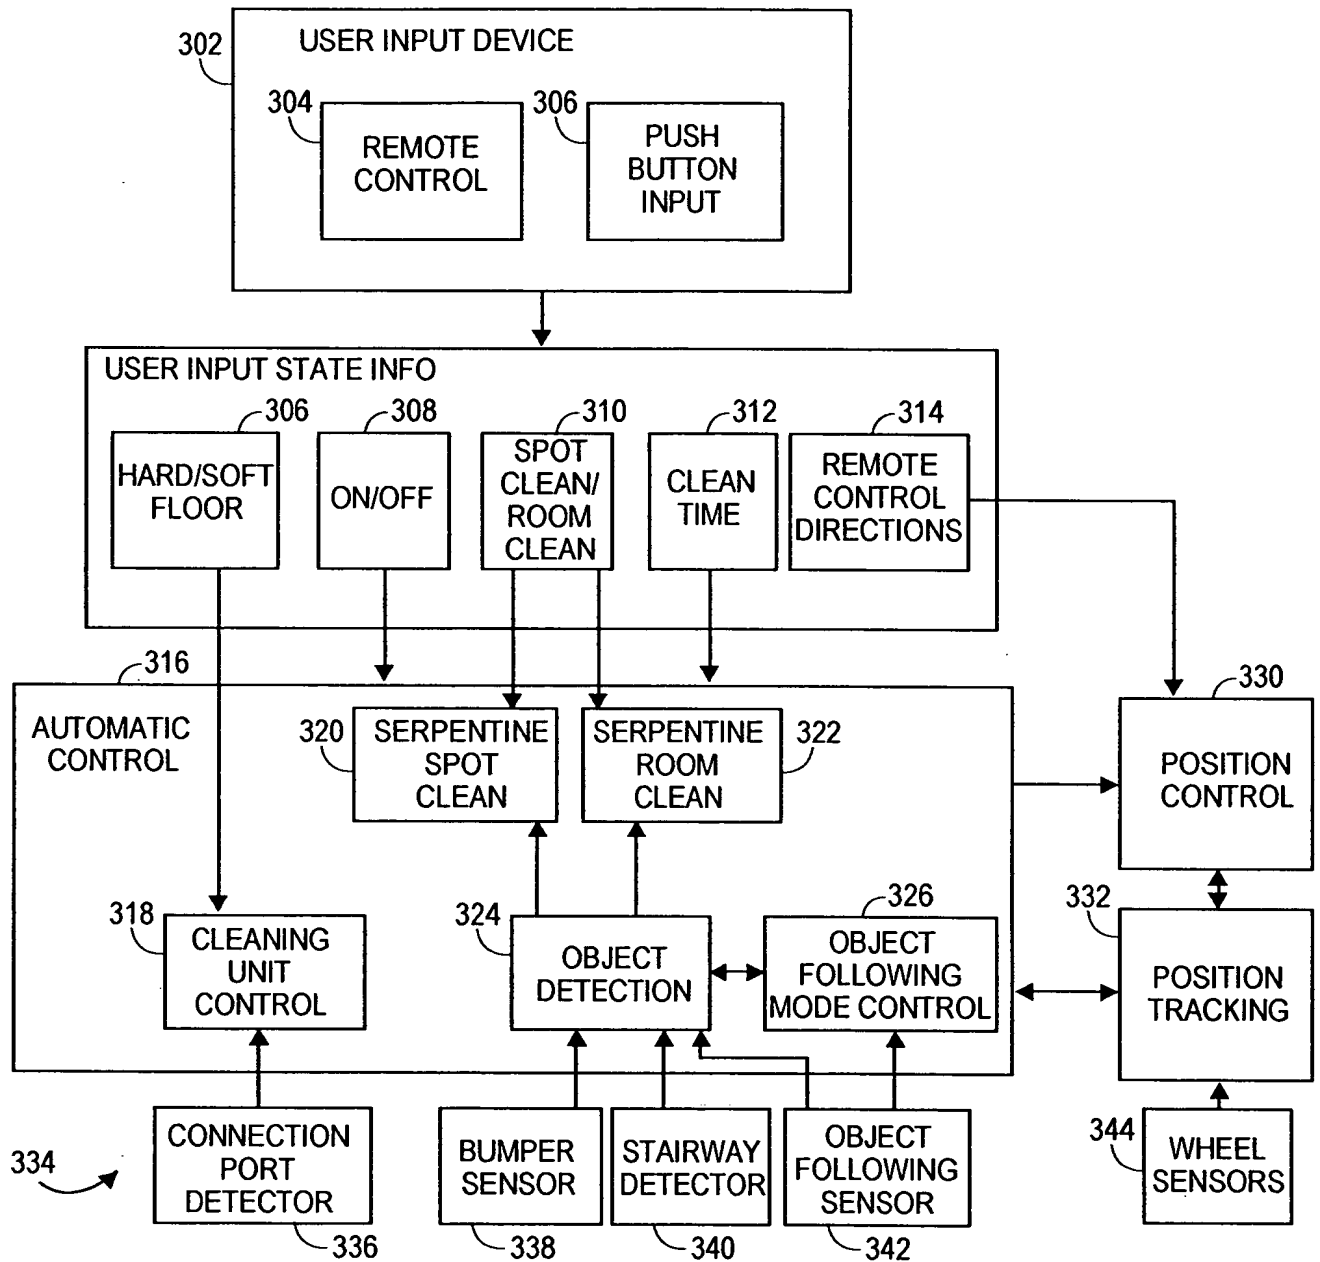 302
USER INPUT DEVICE
304
REMOTE
CONTROL
306
PUSH
BUTTON
INPUT
USER INPUT STATE INFO
306
HARD/SOFT
FLOOR
308
ON/OFF
310
SPOT
CLEAN/
ROOM
CLEAN
312
CLEAN
TIME
314
REMOTE
CONTROL
DIRECTIONS
316
AUTOMATIC
CONTROL
320
SERPENTINE
SPOT
CLEAN
SERPENTINE
ROOM
CLEAN
322
330
POSITION
CONTROL
318
CLEANING
UNIT
CONTROL
324
OBJECT
DETECTION
326
OBJECT
FOLLOWING
MODE CONTROL
332
POSITION
TRACKING
334
CONNECTION
PORT
DETECTOR
336
BUMPER
SENSOR
338
STAIRWAY
DETECTOR
340
OBJECT
FOLLOWING
SENSOR
342
344
WHEEL
SENSORS